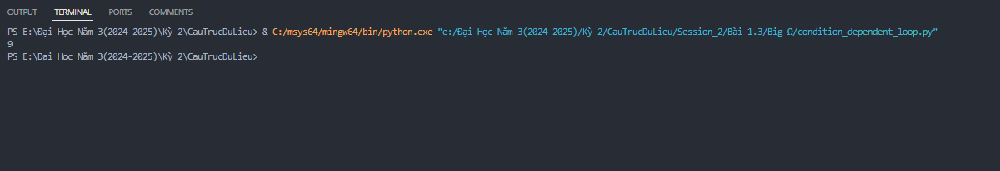 OUTPUT TERMINAL PORTS COMMENTS
PS E:\Đại Học Năm 3(2024-2025)\Kỳ 2\CauTrucDuLieu> & C:/msys64/mingw64/bin/python.exe "e:/Đại Học Năm 3(2024-2025)/Kỳ 2/CauTrucDuLieu/Session_2/Bài 1.3/Big-Ω/condition_dependent_loop.py"
9
PS E:\Đại Học Năm 3(2024-2025)\Kỳ 2\CauTrucDuLieu>